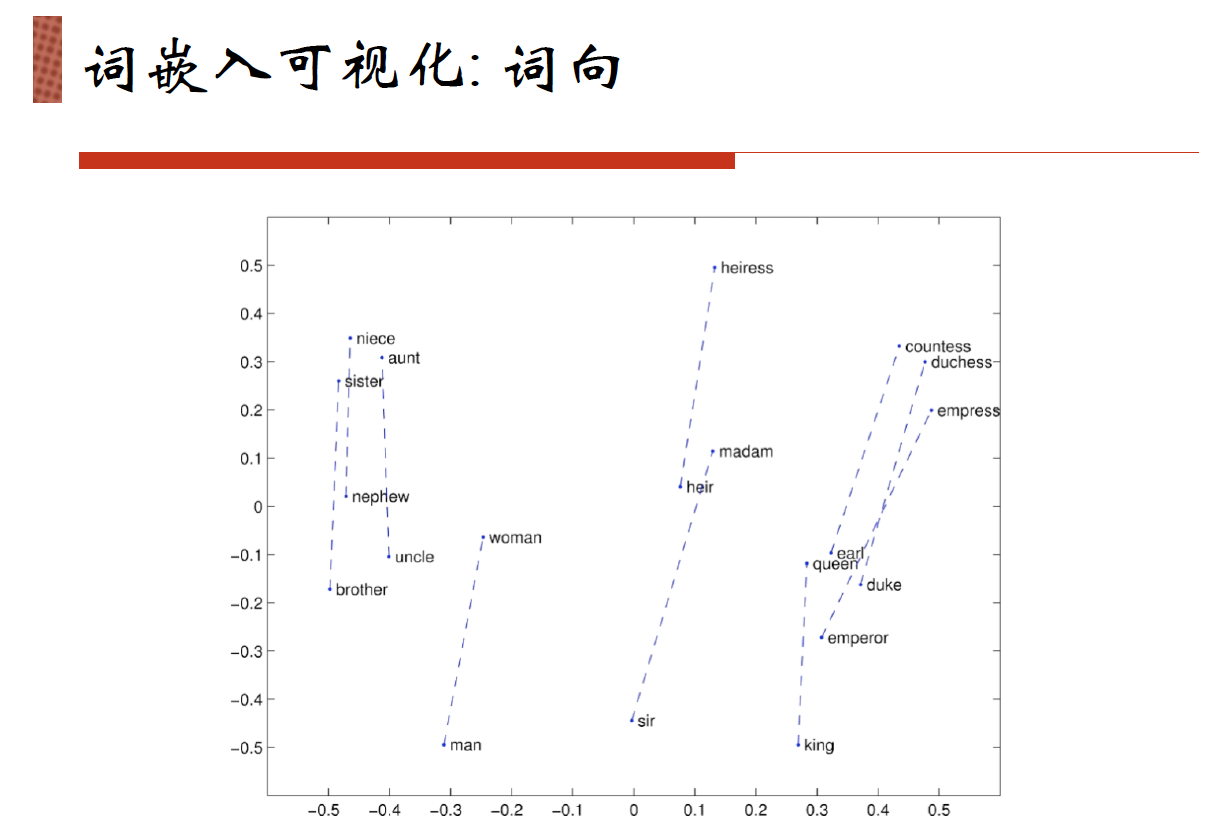 词嵌入可视化: 词向
heiress
niece
countess
aunt
duchess
sister
empress
madam
heir
nephew
woman
earl
uncle
queen
brother
duke
emperor
sir
man
king
0.5
0.4
0.3
0.2
0.1
0
−0.1
−0.2
−0.3
−0.4
−0.5
−0.5 −0.4 −0.3 −0.2 −0.1 0 0.1 0.2 0.3 0.4 0.5